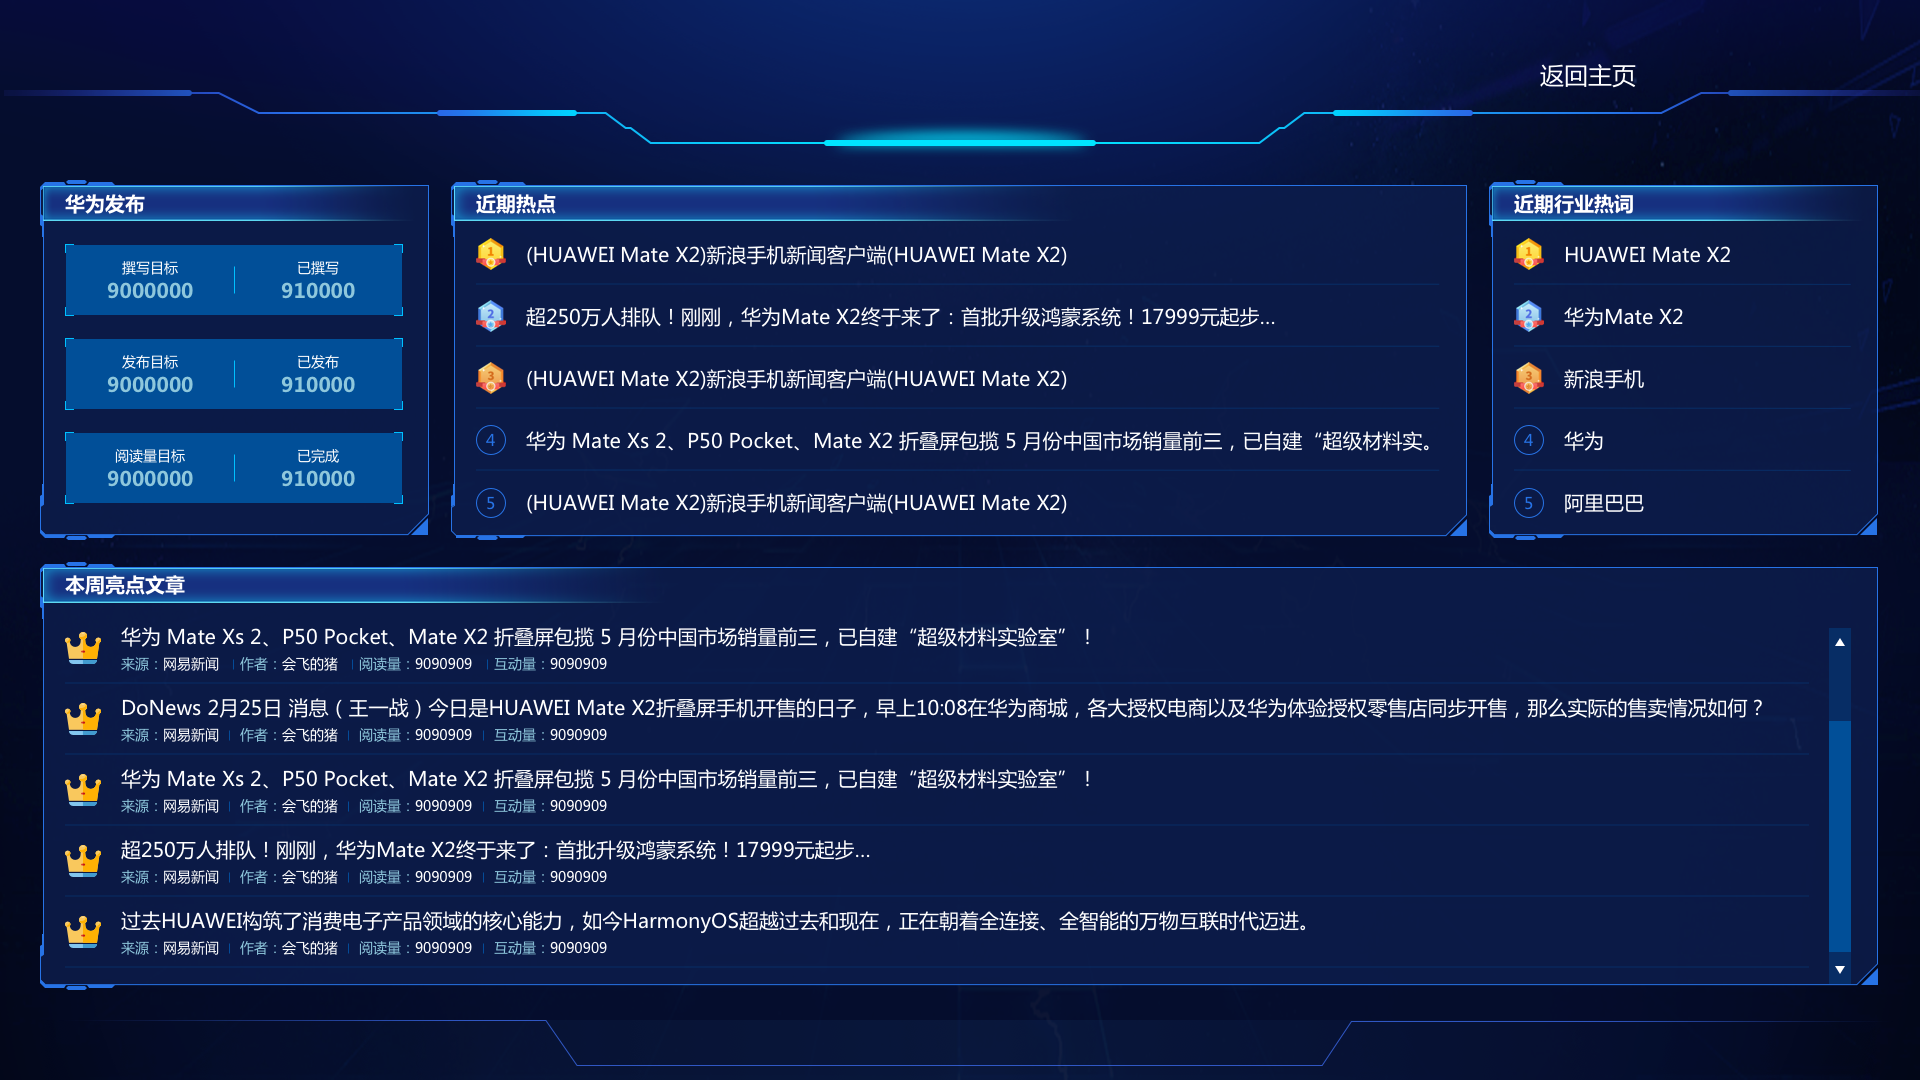 返回主页
华为发布
撰写目标 已撰写
9000000 910000
发布目标 已发布
9000000 910000
阅读量目标 已完成
9000000 910000
近期热点
1 (HUAWEI Mate X2)新浪手机新闻客户端(HUAWEI Mate X2)
2 超250万人排队！刚刚，华为Mate X2终于来了：首批升级鸿蒙系统！17999元起步...
3 (HUAWEI Mate X2)新浪手机新闻客户端(HUAWEI Mate X2)
4 华为 Mate Xs 2、P50 Pocket、Mate X2 折叠屏包揽 5 月份中国市场销量前三，已自建“超级材料实。
5 (HUAWEI Mate X2)新浪手机新闻客户端(HUAWEI Mate X2)
近期行业热词
1 HUAWEI Mate X2
2 华为Mate X2
3 新浪手机
4 华为
5 阿里巴巴
本周亮点文章
华为 Mate Xs 2、P50 Pocket、Mate X2 折叠屏包揽 5 月份中国市场销量前三，已自建“超级材料实验室”！
来源：网易新闻 作者：会飞的猪 阅读量：9090909 互动量：9090909
DoNews 2月25日 消息（王一战）今日是HUAWEI Mate X2折叠屏手机开售的日子，早上10:08在华为商城，各大授权电商以及华为体验授权零售店同步开售，那么实际的售卖情况如何？
来源：网易新闻 作者：会飞的猪 阅读量：9090909 互动量：9090909
华为 Mate Xs 2、P50 Pocket、Mate X2 折叠屏包揽 5 月份中国市场销量前三，已自建“超级材料实验室”！
来源：网易新闻 作者：会飞的猪 阅读量：9090909 互动量：9090909
超250万人排队！刚刚，华为Mate X2终于来了：首批升级鸿蒙系统！17999元起步...
来源：网易新闻 作者：会飞的猪 阅读量：9090909 互动量：9090909
过去HUAWEI构筑了消费电子产品领域的核心能力，如今HarmonyOS超越过去和现在，正在朝着全连接、全智能的万物互联时代迈进。
来源：网易新闻 作者：会飞的猪 阅读量：9090909 互动量：9090909